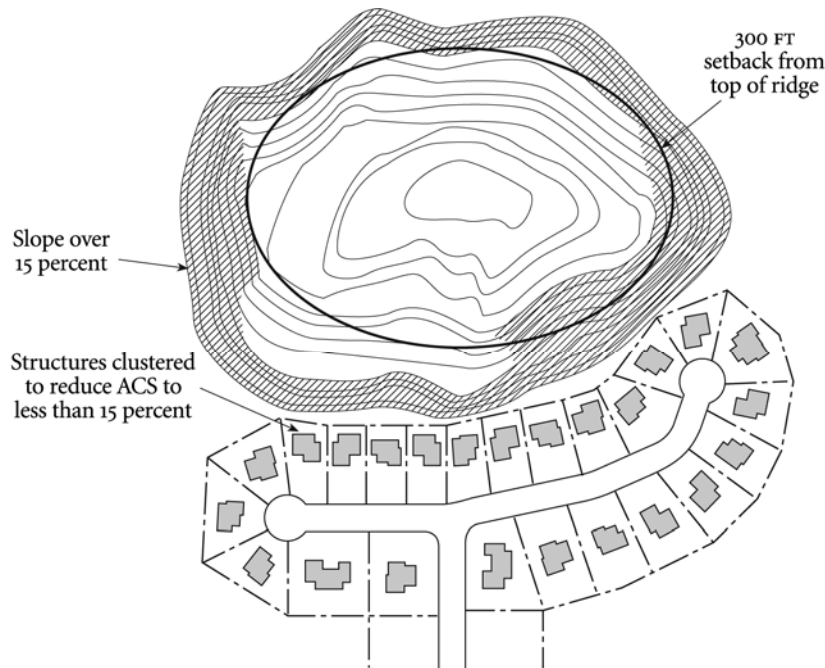 300 FT
setback from
top of ridge
Slope over
15 percent
Structures clustered
to reduce ACS to
less than 15 percent